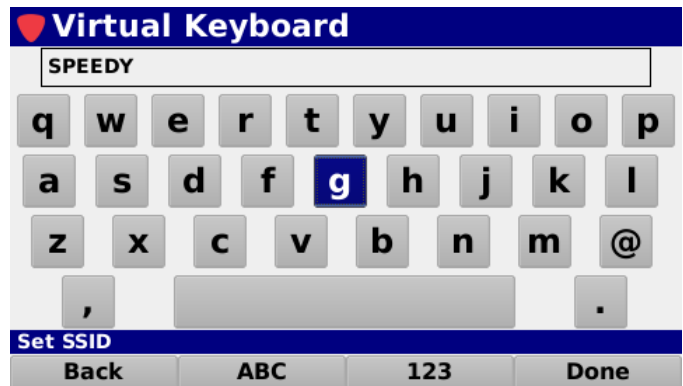 Virtual Keyboard
SPEEDY
q w e r t y u i o p
a s d f g h j k l
z x c v b n m @
, .
Set SSID
Back ABC 123 Done